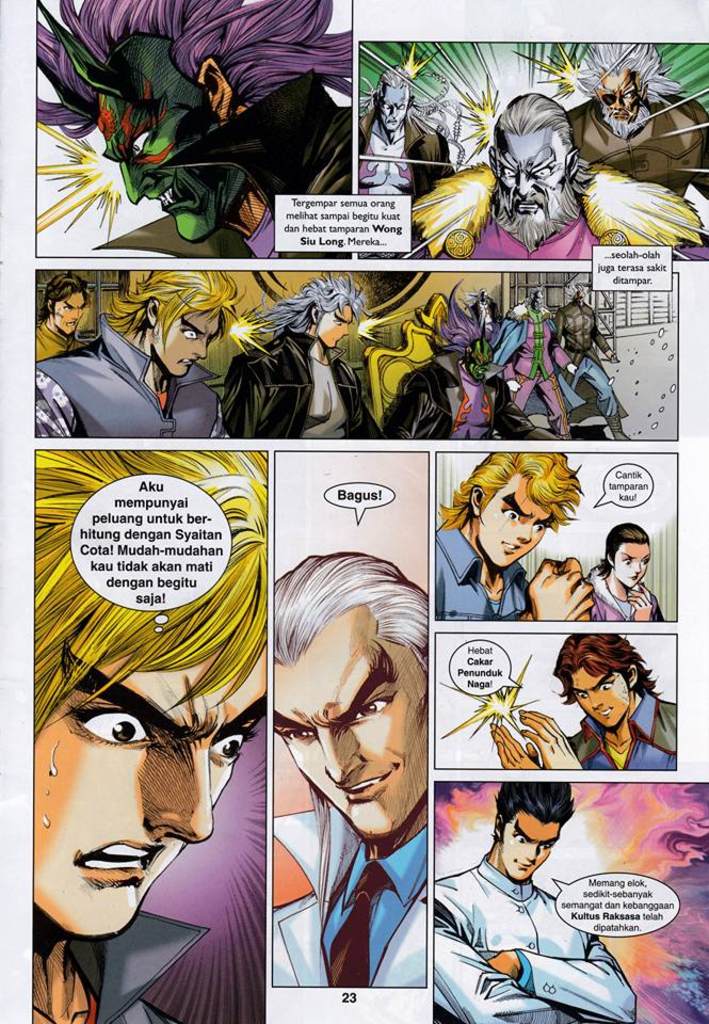 Tergempar semua orang
melihat sampai begitu kuat
dan hebat tamparan Wong
Siu Long. Mereka...
...seolah-olah
juga terasa sakit
ditampar.
Aku
mempunyai
peluang untuk ber-
hitung dengan Syaitan
Cota! Mudah-mudahan
kau tidak akan mati
dengan begitu
saja!
Bagus!
Cantik
tamparan
kau!
Hebat
Cakar
Penunduk
Naga!
Memang elok,
sedikit-sebanyak
semangat dan kebanggaan
Kultus Raksasa telah
dipatahkan.
23